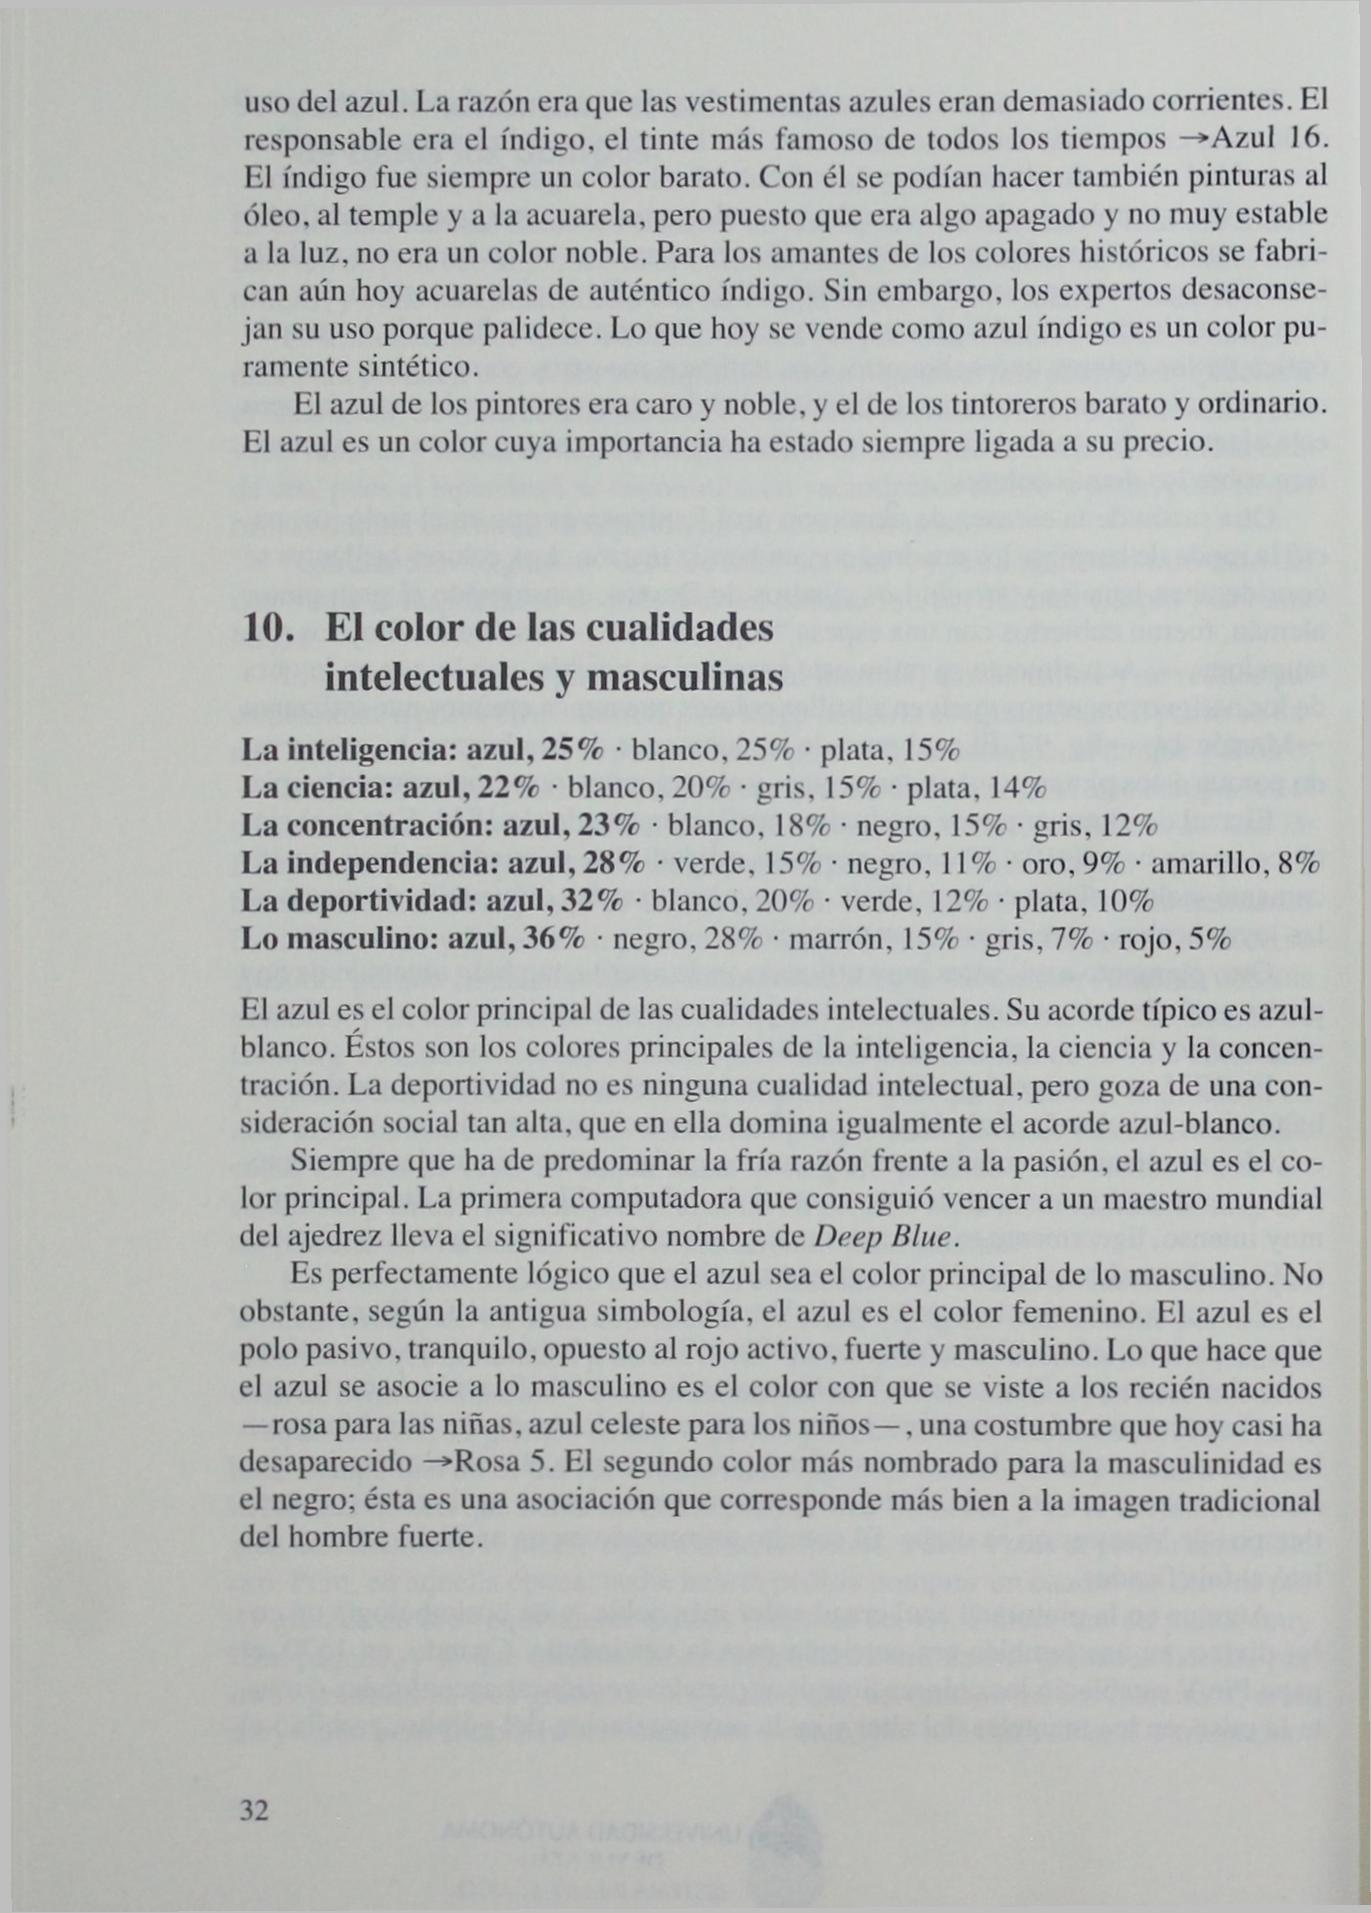 uso del azul. La razón era que las vestimentas azules eran demasiado corrientes. El
responsable era el índigo, el tinte más famoso de todos los tiempos →Azul 16.
El índigo fue siempre un color barato. Con él se podían hacer también pinturas al
óleo, al temple y a la acuarela, pero puesto que era algo apagado y no muy estable
a la luz, no era un color noble. Para los amantes de los colores históricos se fabri-
can aún hoy acuarelas de auténtico índigo. Sin embargo, los expertos desaconse-
jan su uso porque palidece. Lo que hoy se vende como azul índigo es un color pu-
ramente sintético.
El azul de los pintores era caro y noble, y el de los tintoreros barato y ordinario.
El azul es un color cuya importancia ha estado siempre ligada a su precio.
10. El color de las cualidades
intelectuales y masculinas
La inteligencia: azul, 25% · blanco, 25% · plata, 15%
La ciencia: azul, 22% · blanco, 20% · gris, 15% · plata, 14%
La concentración: azul, 23% · blanco, 18% · negro, 15% · gris, 12%
La independencia: azul, 28% · verde, 15% · negro, 11% · oro, 9% · amarillo, 8%
La deportividad: azul, 32% · blanco, 20% · verde, 12% · plata, 10%
Lo masculino: azul, 36% · negro, 28% · marrón, 15% · gris, 7% · rojo, 5%
El azul es el color principal de las cualidades intelectuales. Su acorde típico es azul-
blanco. Éstos son los colores principales de la inteligencia, la ciencia y la concen-
tración. La deportividad no es ninguna cualidad intelectual, pero goza de una con-
sideración social tan alta, que en ella domina igualmente el acorde azul-blanco.
Siempre que ha de predominar la fría razón frente a la pasión, el azul es el co-
lor principal. La primera computadora que consiguió vencer a un maestro mundial
del ajedrez lleva el significativo nombre de Deep Blue.
Es perfectamente lógico que el azul sea el color principal de lo masculino. No
obstante, según la antigua simbología, el azul es el color femenino. El azul es el
polo pasivo, tranquilo, opuesto al rojo activo, fuerte y masculino. Lo que hace que
el azul se asocie a lo masculino es el color con que se viste a los recién nacidos
—rosa para las niñas, azul celeste para los niños—, una costumbre que hoy casi ha
desaparecido →Rosa 5. El segundo color más nombrado para la masculinidad es
el negro; ésta es una asociación que corresponde más bien a la imagen tradicional
del hombre fuerte.
32